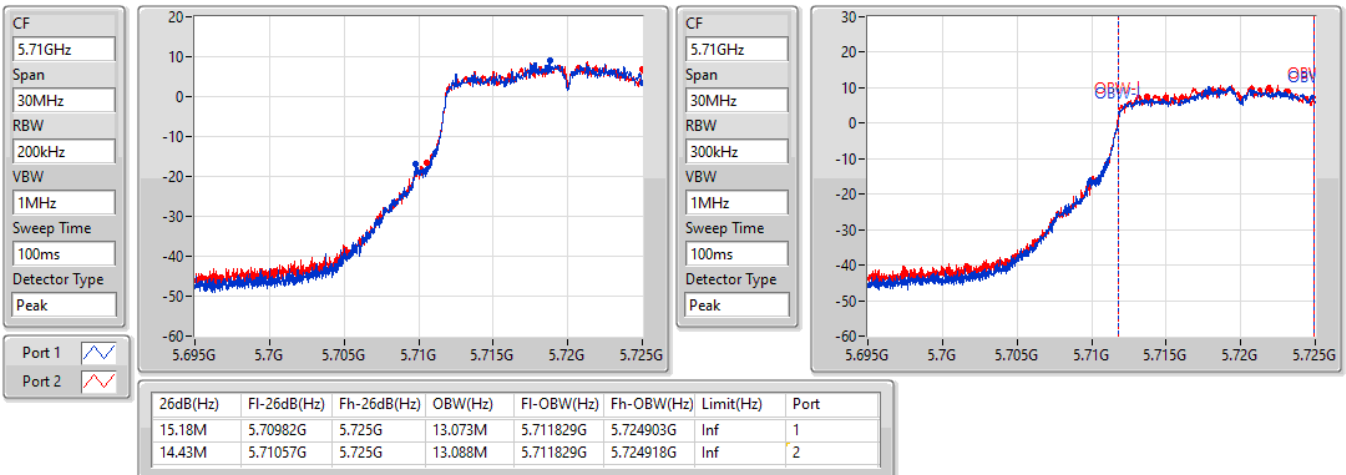 CF
5.71GHz
Span
30MHz
RBW
200kHz
VBW
1MHz
Sweep Time
100ms
Detector Type
Peak
Port 1
Port 2
20
10
0
-10
-20
-30
-40
-50
-60
5.695G 5.7G 5.705G 5.71G 5.715G 5.72G 5.725G
CF
5.71GHz
Span
30MHz
RBW
300kHz
VBW
1MHz
Sweep Time
100ms
Detector Type
Peak
30
20
10
0
-10
-20
-30
-40
-50
-60
5.695G 5.7G 5.705G 5.71G 5.715G 5.72G 5.725G
OBW-l
OBW
26dB(Hz) Fl-26dB(Hz) Fh-26dB(Hz) OBW(Hz) Fl-OBW(Hz) Fh-OBW(Hz) Limit(Hz) Port
15.18M 5.70982G 5.725G 13.073M 5.711829G 5.724903G Inf 1
14.43M 5.71057G 5.725G 13.088M 5.711829G 5.724918G Inf 2